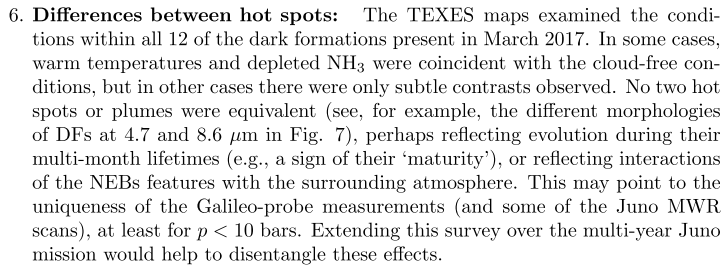 6. Differences between hot spots: The TEXES maps examined the condi-
tions within all 12 of the dark formations present in March 2017. In some cases,
warm temperatures and depleted NH₃ were coincident with the cloud-free con-
ditions, but in other cases there were only subtle contrasts observed. No two hot
spots or plumes were equivalent (see, for example, the different morphologies
of DFs at 4.7 and 8.6 μm in Fig. 7), perhaps reflecting evolution during their
multi-month lifetimes (e.g., a sign of their ‘maturity’), or reflecting interactions
of the NEBs features with the surrounding atmosphere. This may point to the
uniqueness of the Galileo-probe measurements (and some of the Juno MWR
scans), at least for p < 10 bars. Extending this survey over the multi-year Juno
mission would help to disentangle these effects.